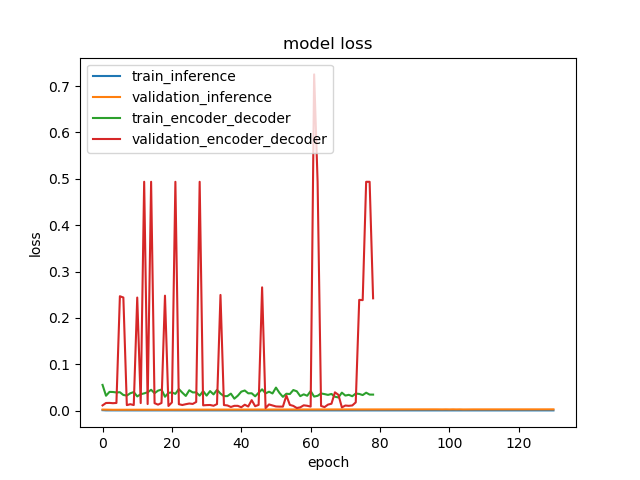 model loss
train_inference
validation_inference
train_encoder_decoder
validation_encoder_decoder
loss
0.7
0.6
0.5
0.4
0.3
0.2
0.1
0.0
0 20 40 60 80 100 120
epoch